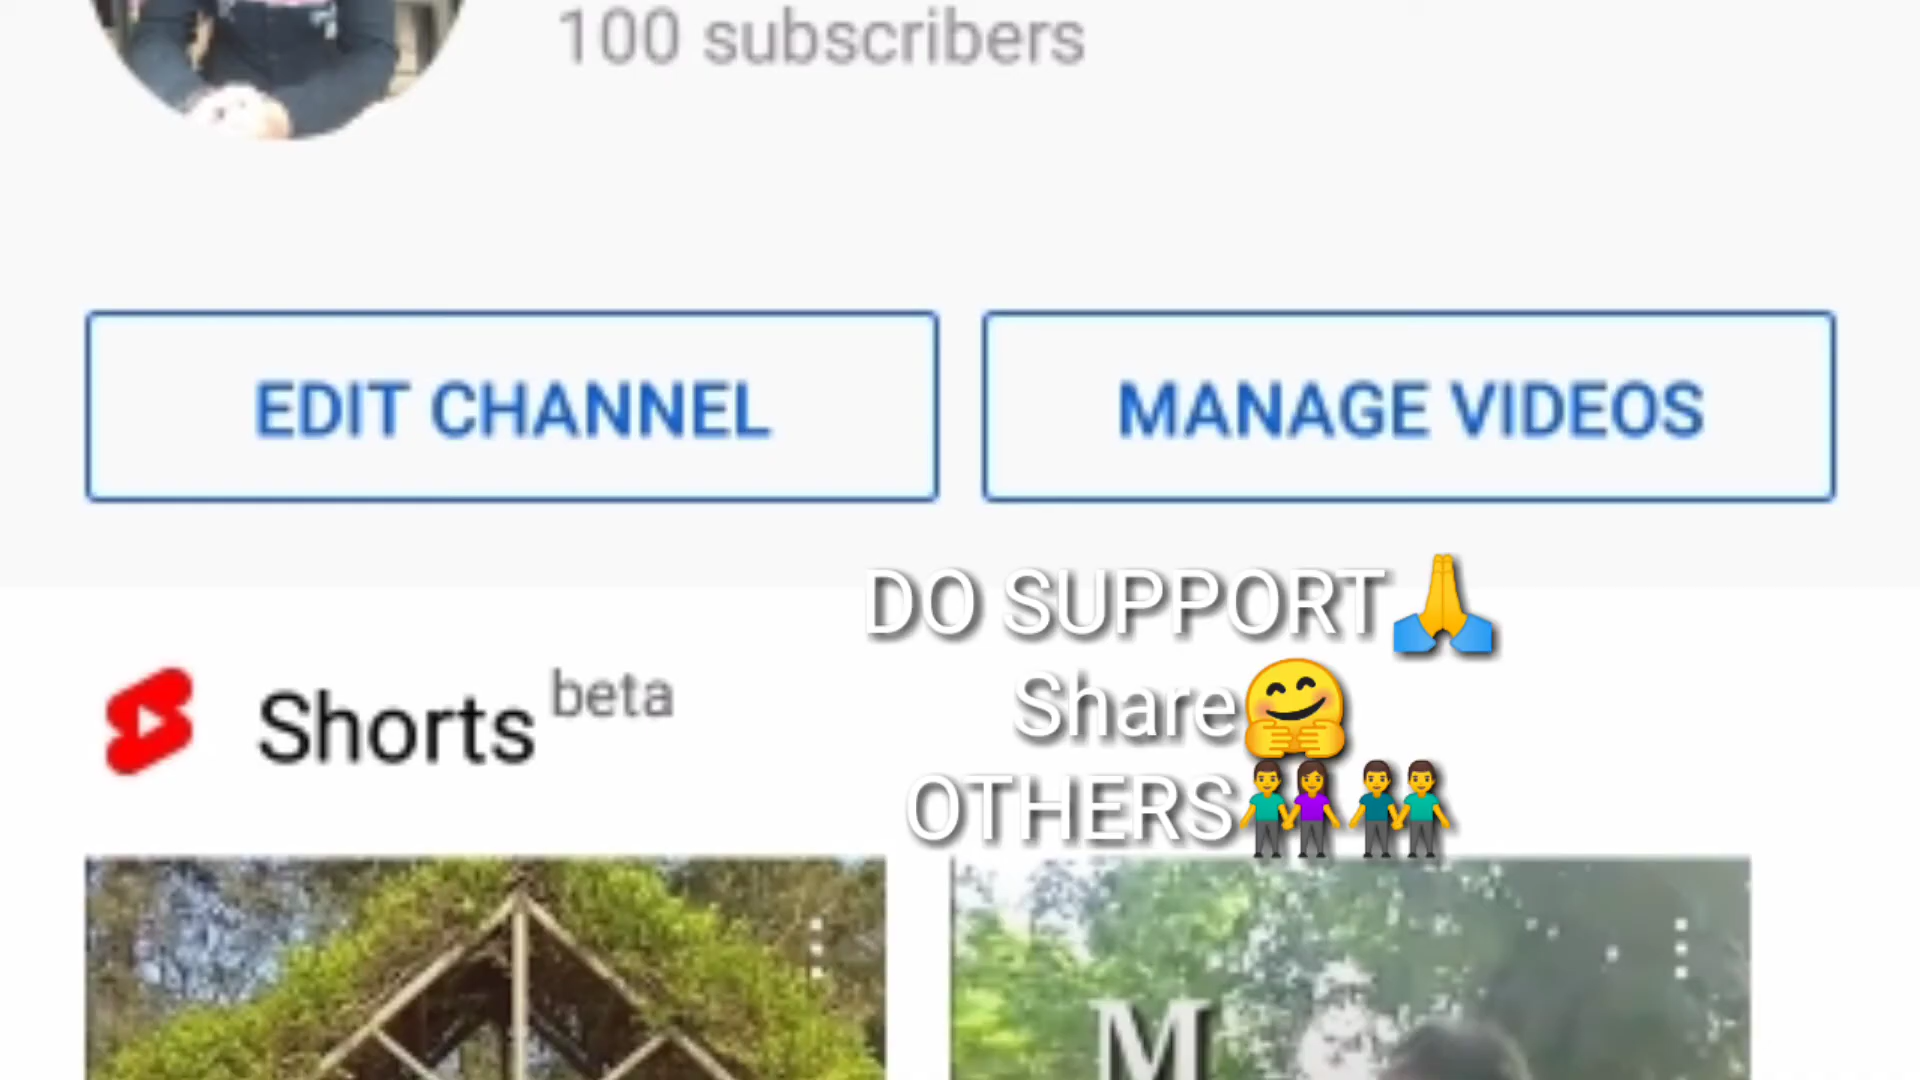 100 subscribers
EDIT CHANNEL
MANAGE VIDEOS
DO SUPPORT🙏
Shorts beta
Share🤗
OTHERS👫👬
M